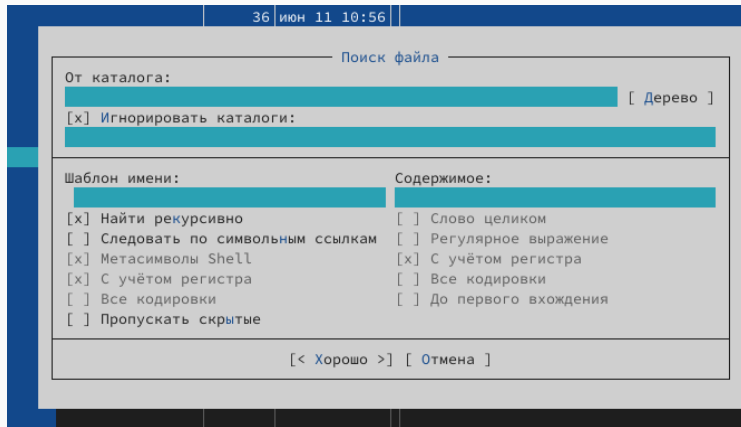 36 июн 11 10:56
Поиск файла
От каталога:
[ Дерево ]
[x] Игнорировать каталоги:
Шаблон имени: Содержимое:
[x] Найти рекурсивно [ ] Слово целиком
[ ] Следовать по символьным ссылкам [ ] Регулярное выражение
[x] Метасимволы Shell [x] С учётом регистра
[x] С учётом регистра [ ] Все кодировки
[ ] Все кодировки [ ] До первого вхождения
[ ] Пропускать скрытые
[< Хорошо >] [ Отмена ]